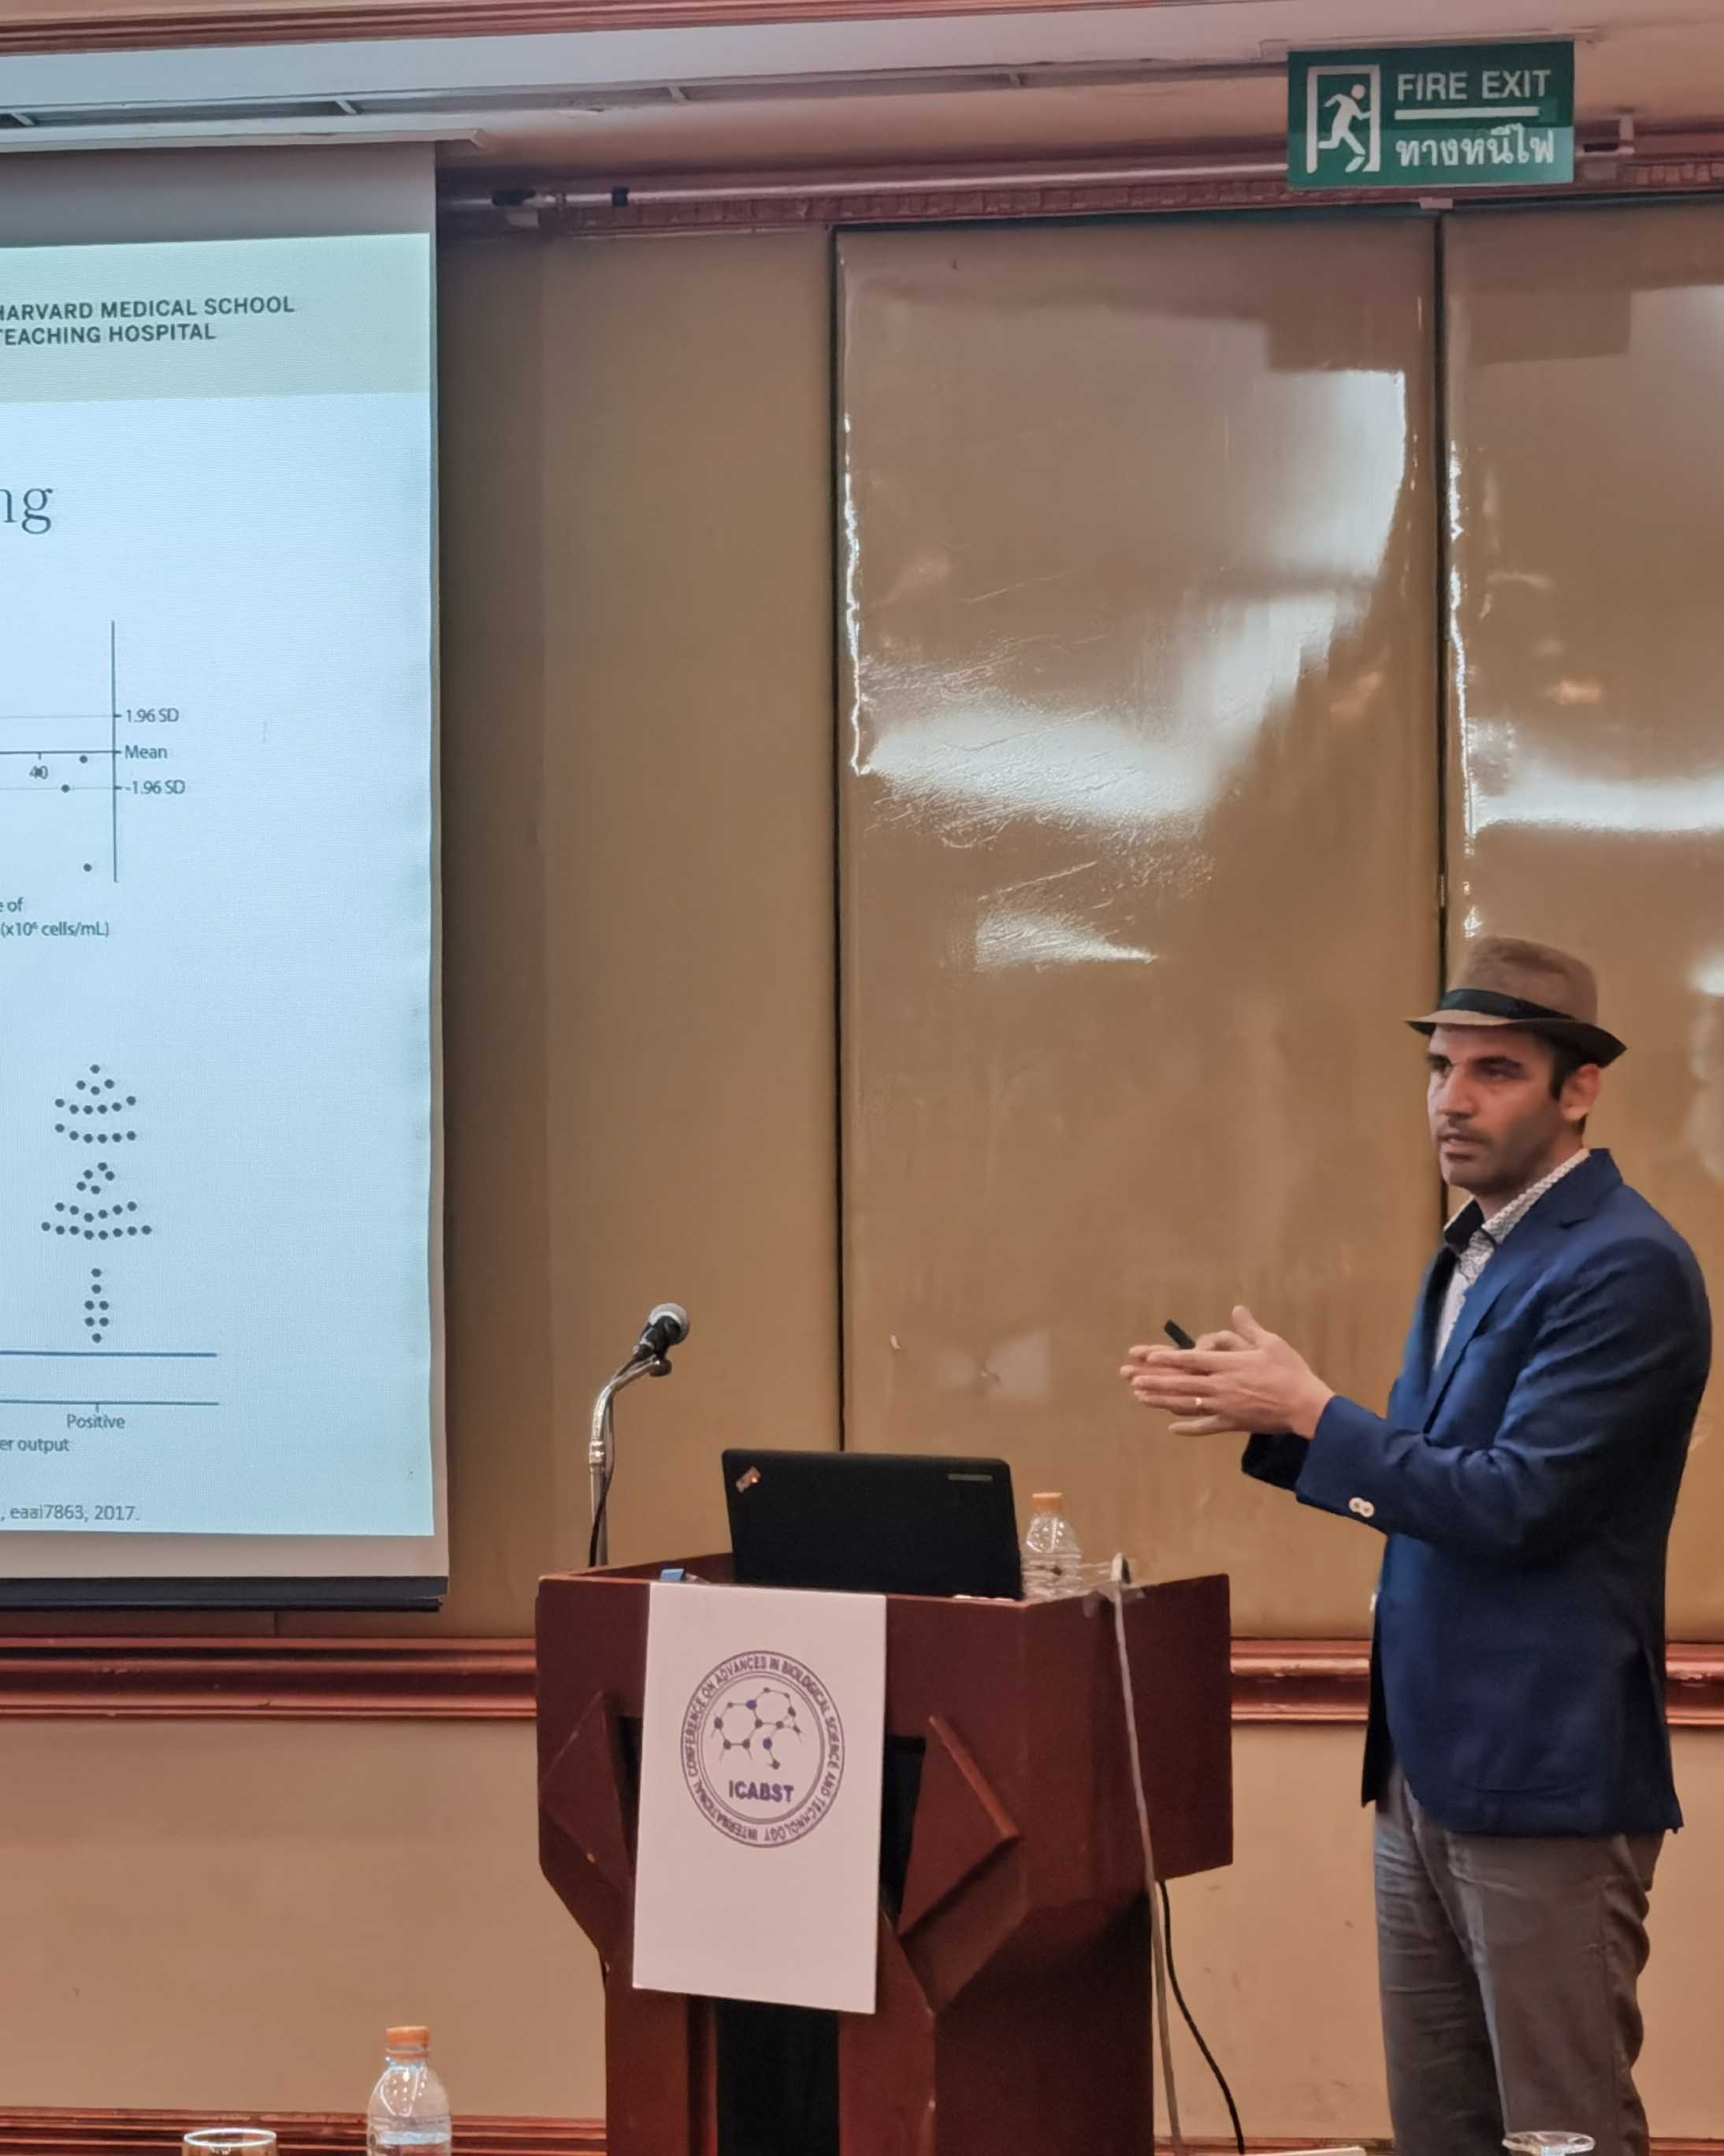 FIRE EXIT
ทางหนีไฟ
HARVARD MEDICAL SCHOOL
TEACHING HOSPITAL
ng
1.96 SD
Mean
40
-1.96 SD
e of
(x10⁶ cells/mL)
Positive
er output
, eaai7863, 2017.
INTERNATIONAL CONFERENCE ON ADVANCES IN BIOLOGICAL SCIENCE AND TECHNOLOGY
ICABST